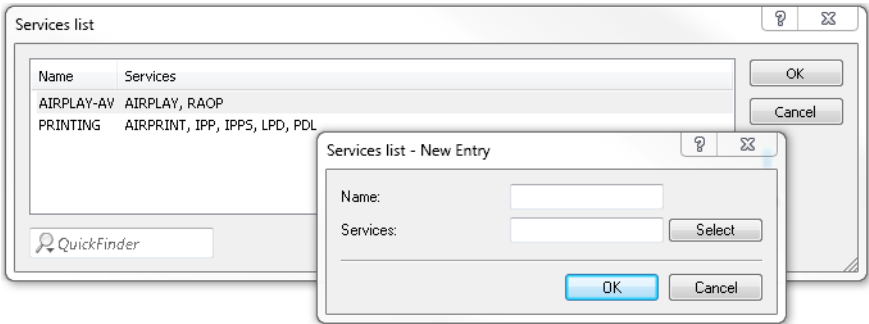 Services list
Name Services
AIRPLAY-AV AIRPLAY, RAOP
PRINTING AIRPRINT, IPP, IPPS, LPD, PDL
OK
Cancel
QuickFinder
Services list - New Entry
Name:
Services: Select
OK Cancel